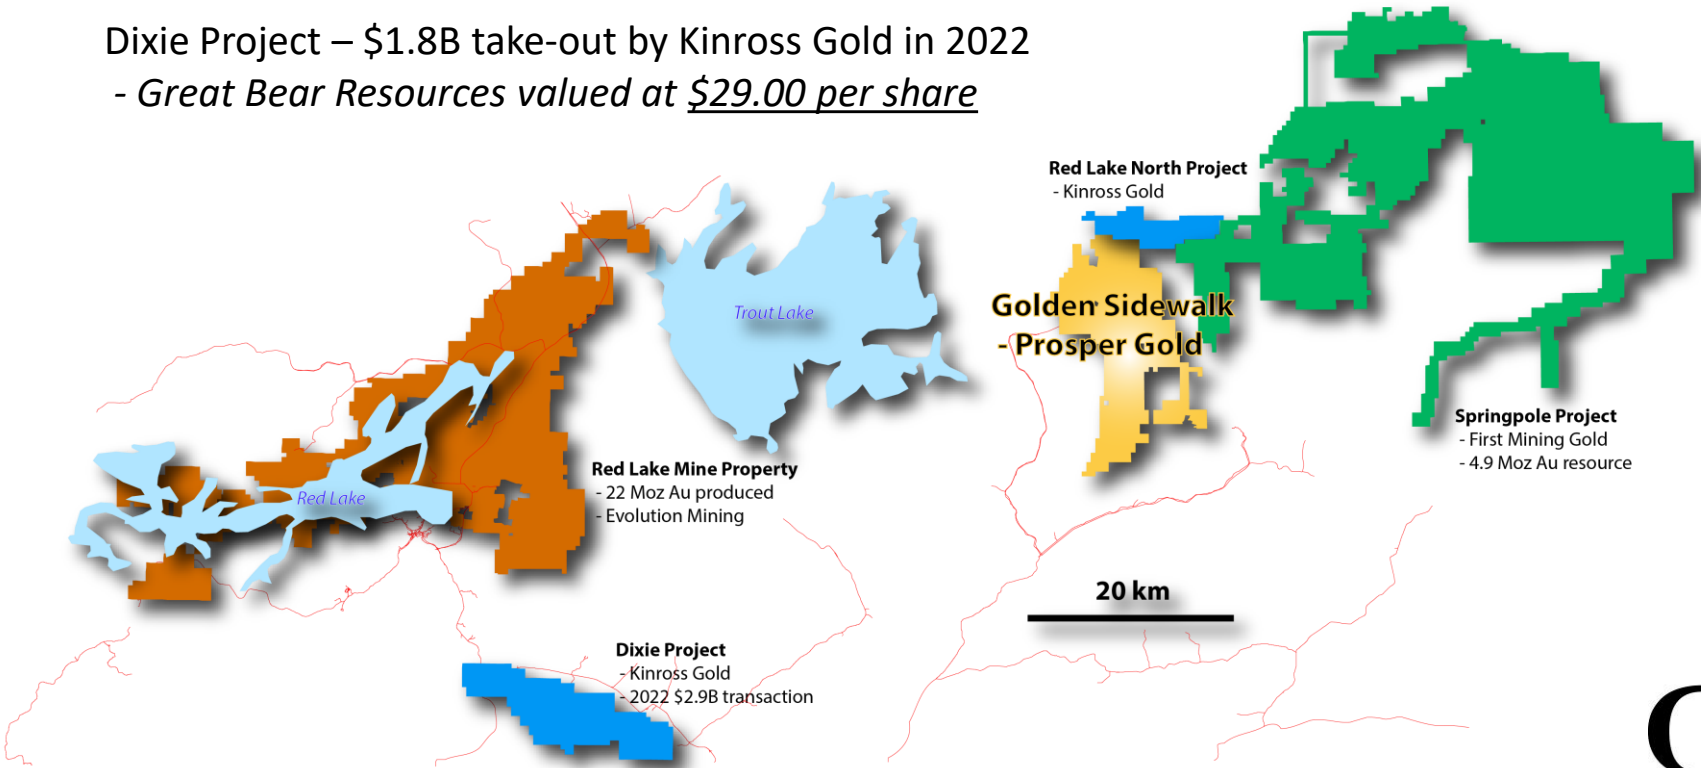 Dixie Project – $1.8B take-out by Kinross Gold in 2022
- Great Bear Resources valued at $29.00 per share
Red Lake North Project
- Kinross Gold
Golden Sidewalk
- Prosper Gold
Trout Lake
Springpole Project
- First Mining Gold
- 4.9 Moz Au resource
Red Lake Mine Property
- 22 Moz Au produced
- Evolution Mining
Red Lake
20 km
Dixie Project
- Kinross Gold
- 2022 $2.9B transaction